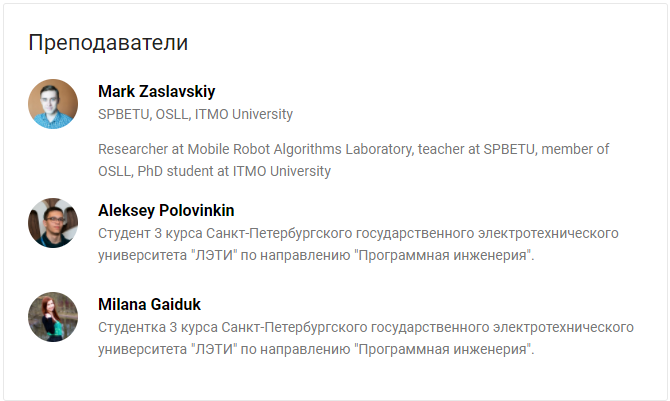 Преподаватели
Mark Zaslavskiy
SPBETU, OSLL, ITMO University
Researcher at Mobile Robot Algorithms Laboratory, teacher at SPBETU, member of
OSLL, PhD student at ITMO University
Aleksey Polovinkin
Студент 3 курса Санкт-Петербургского государственного электротехнического
университета "ЛЭТИ" по направлению "Программная инженерия".
Milana Gaiduk
Студентка 3 курса Санкт-Петербургского государственного электротехнического
университета "ЛЭТИ" по направлению "Программная инженерия".